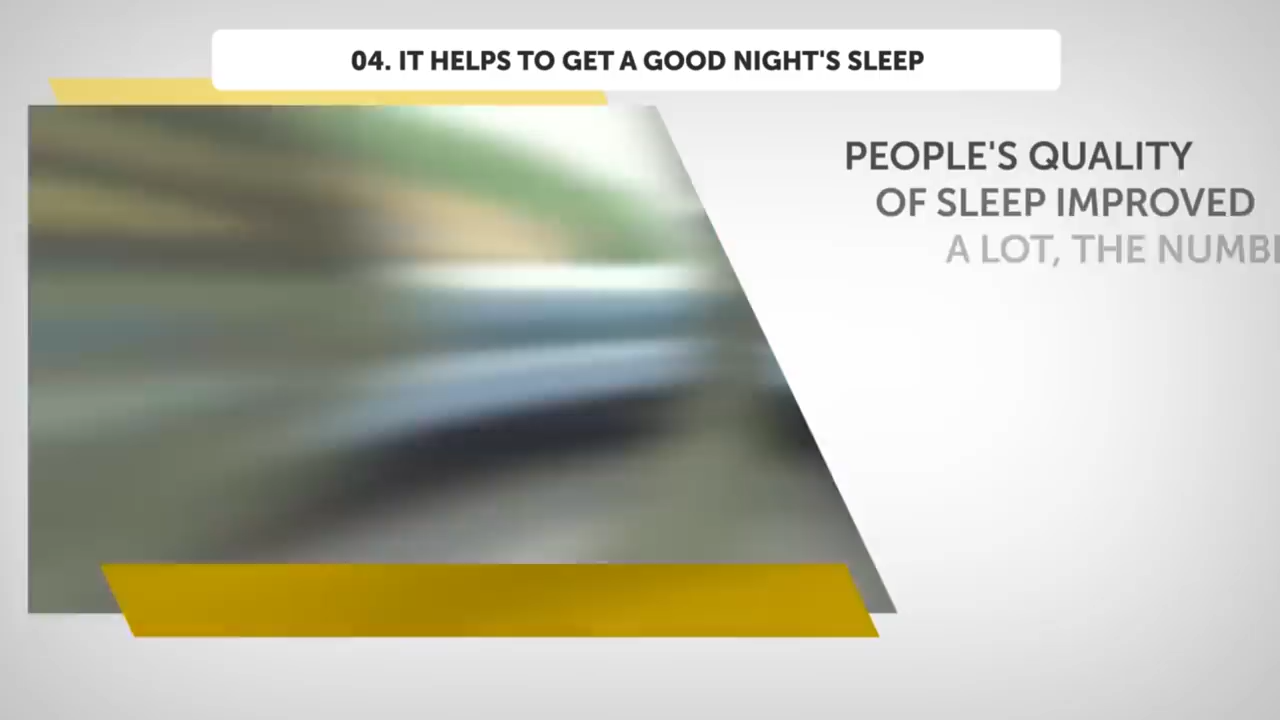 04. IT HELPS TO GET A GOOD NIGHT'S SLEEP
PEOPLE'S QUALITY
OF SLEEP IMPROVED
A LOT, THE